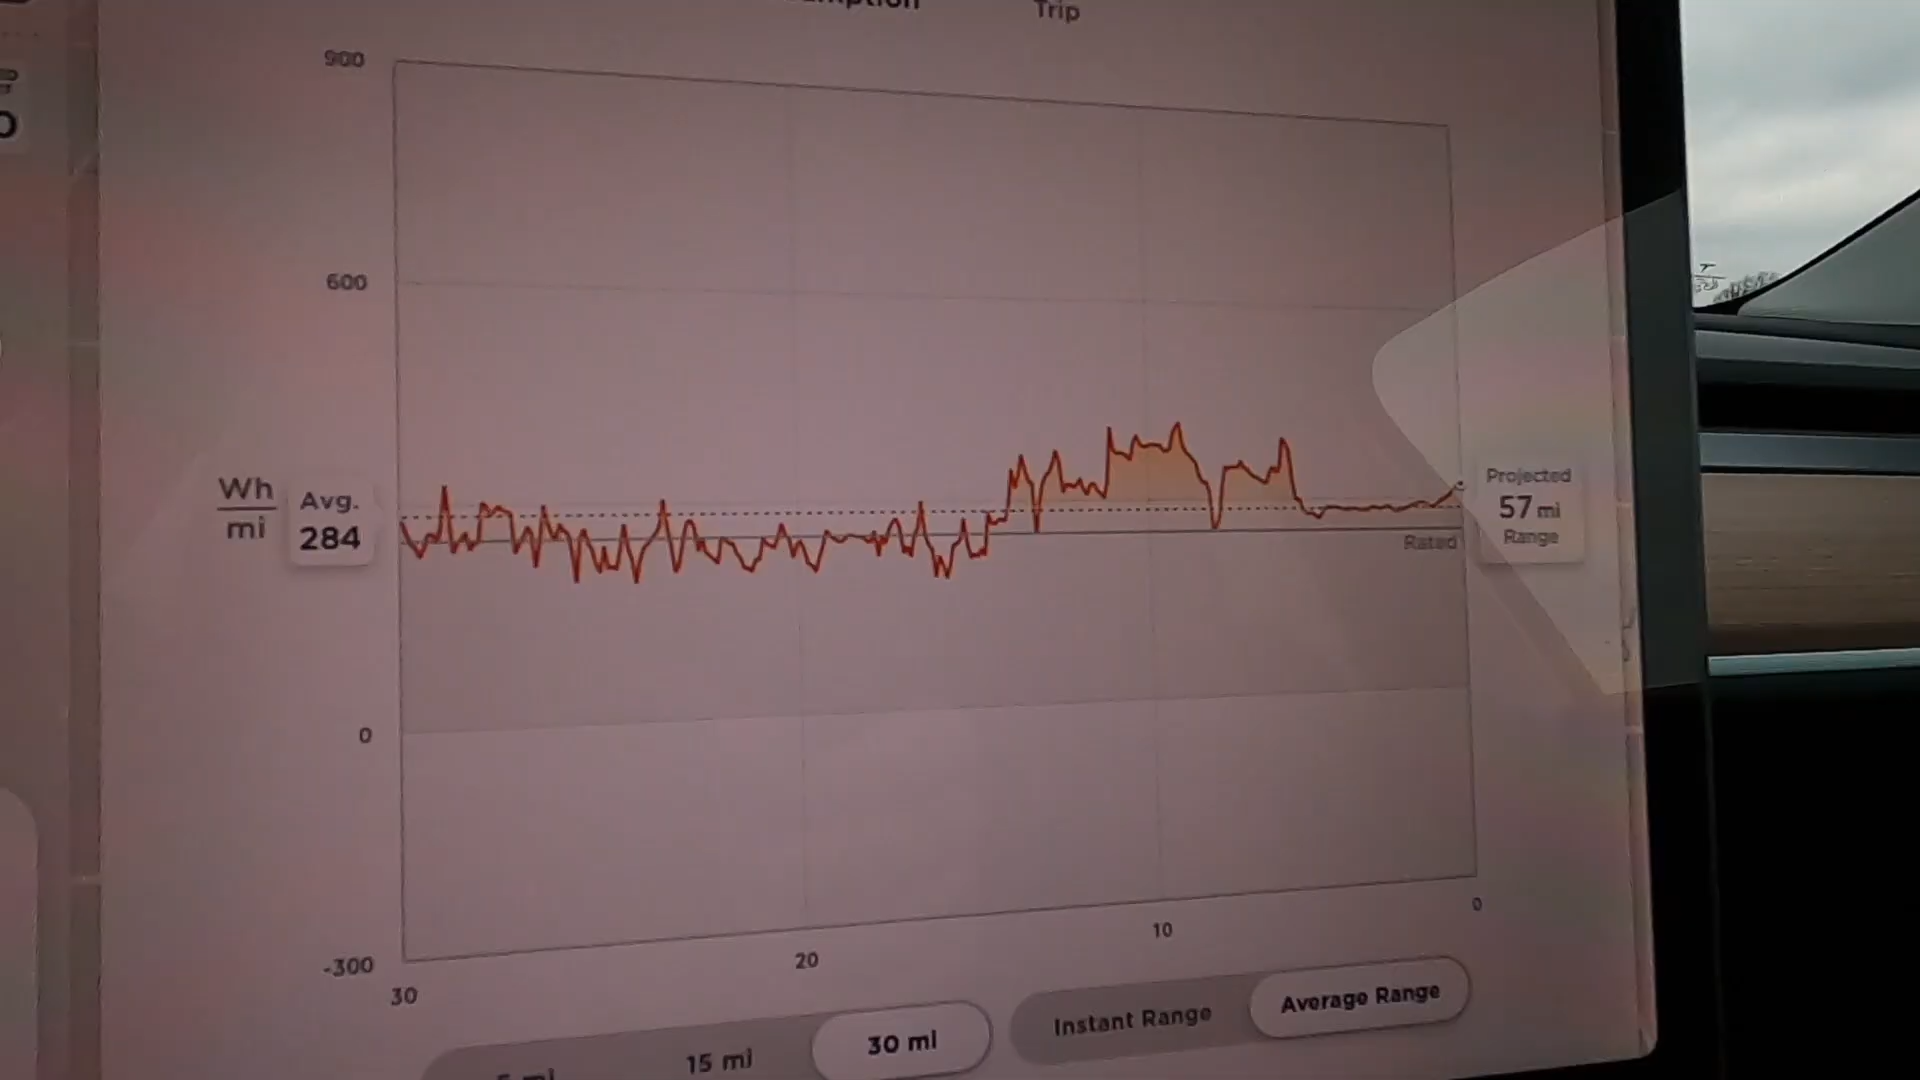 Trip
900
600
Wh
mi
Avg.
284
Projected
57 mi
Range
Rated
0
-300
30
20
10
0
15 mi
30 mi
Instant Range
Average Range